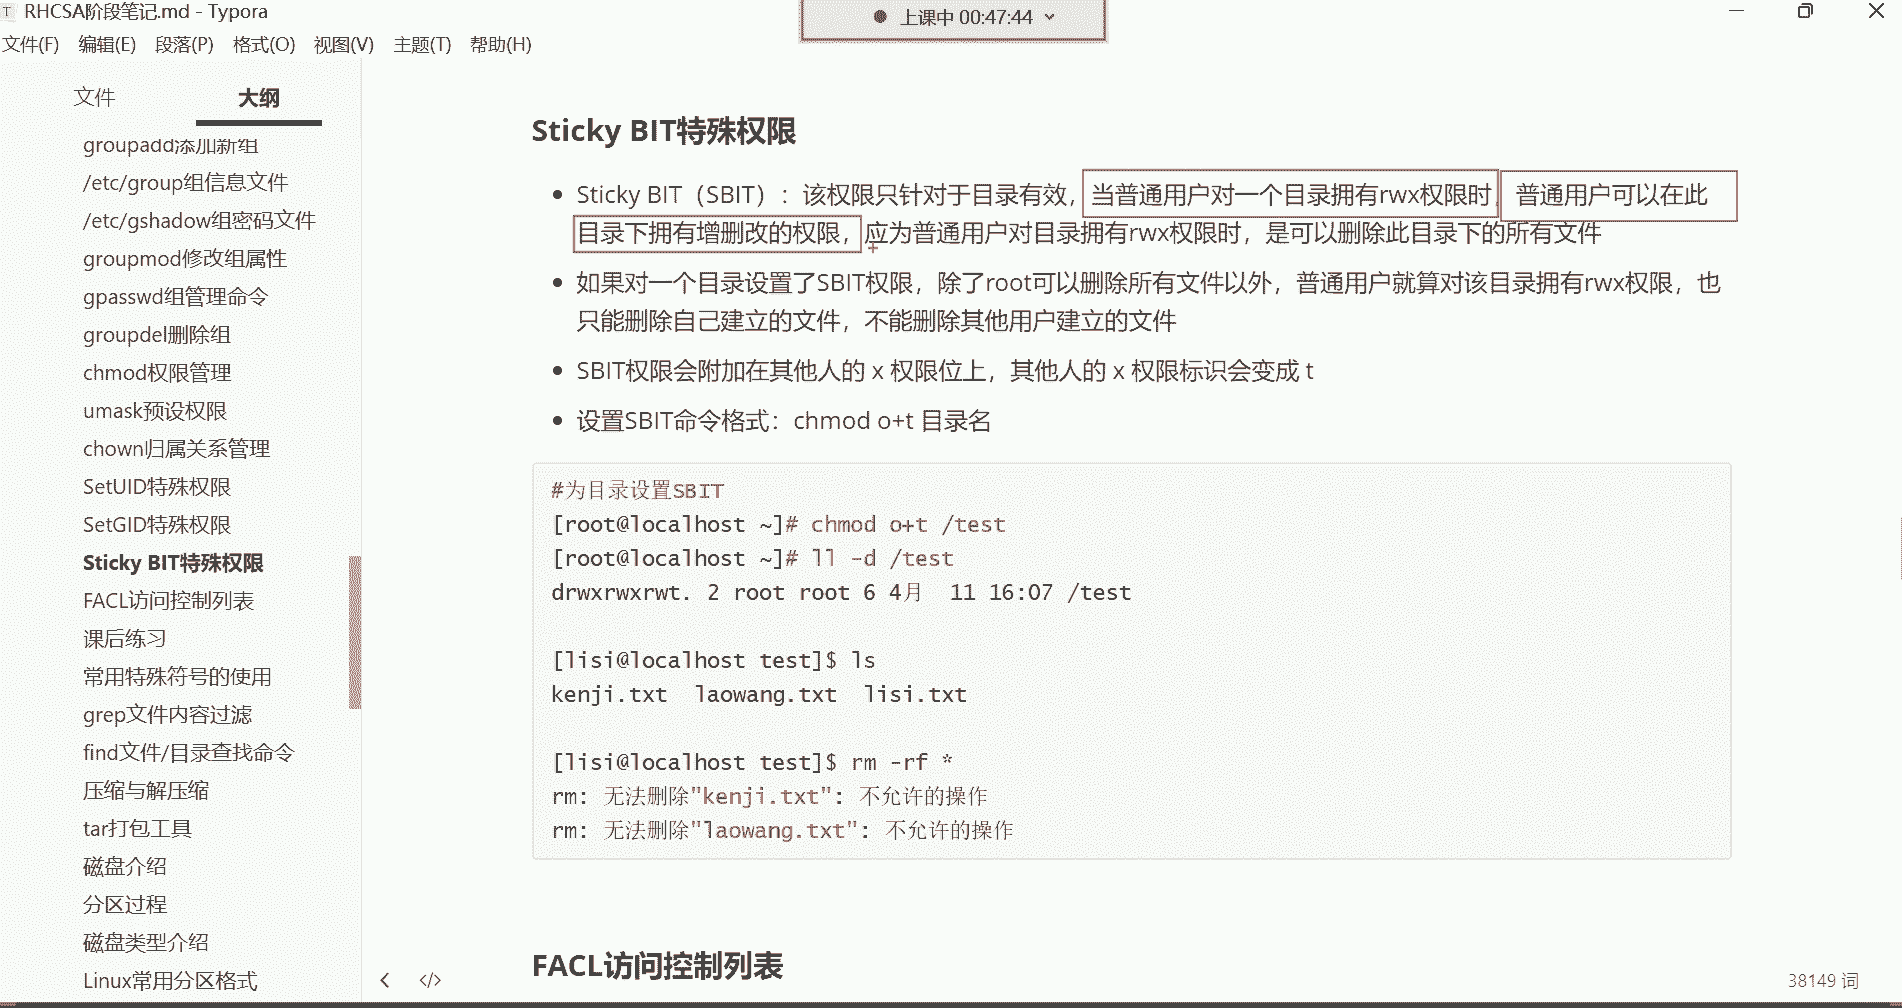 RHCSA阶段笔记.md - Typora
上课中 00:47:44
文件(F) 编辑(E) 段落(P) 格式(O) 视图(V) 主题(T) 帮助(H)
文件 大纲
groupadd添加新组
/etc/group组信息文件
/etc/gshadow组密码文件
groupmod修改组属性
gpasswd组管理命令
groupdel删除组
chmod权限管理
umask预设权限
chown归属关系管理
SetUID特殊权限
SetGID特殊权限
Sticky BIT特殊权限
FACL访问控制列表
课后练习
常用特殊符号的使用
grep文件内容过滤
find文件/目录查找命令
压缩与解压缩
tar打包工具
磁盘介绍
分区过程
磁盘类型介绍
Linux常用分区格式
Sticky BIT特殊权限
Sticky BIT（SBIT）：该权限只针对于目录有效，当普通用户对一个目录拥有rwx权限时，普通用户可以在此
目录下拥有增删改的权限，应为普通用户对目录拥有rwx权限时，是可以删除此目录下的所有文件
如果对一个目录设置了SBIT权限，除了root可以删除所有文件以外，普通用户就算对该目录拥有rwx权限，也
只能删除自己建立的文件，不能删除其他用户建立的文件
SBIT权限会附加在其他人的 x 权限位上，其他人的 x 权限标识会变成 t
设置SBIT命令格式：chmod o+t 目录名
#为目录设置SBIT
[root@localhost ~]# chmod o+t /test
[root@localhost ~]# ll -d /test
drwxrwxrwt. 2 root root 6 4月  11 16:07 /test
[lisi@localhost test]$ ls
kenji.txt  laowang.txt  lisi.txt
[lisi@localhost test]$ rm -rf *
rm: 无法删除"kenji.txt": 不允许的操作
rm: 无法删除"laowang.txt": 不允许的操作
FACL访问控制列表
38149 词